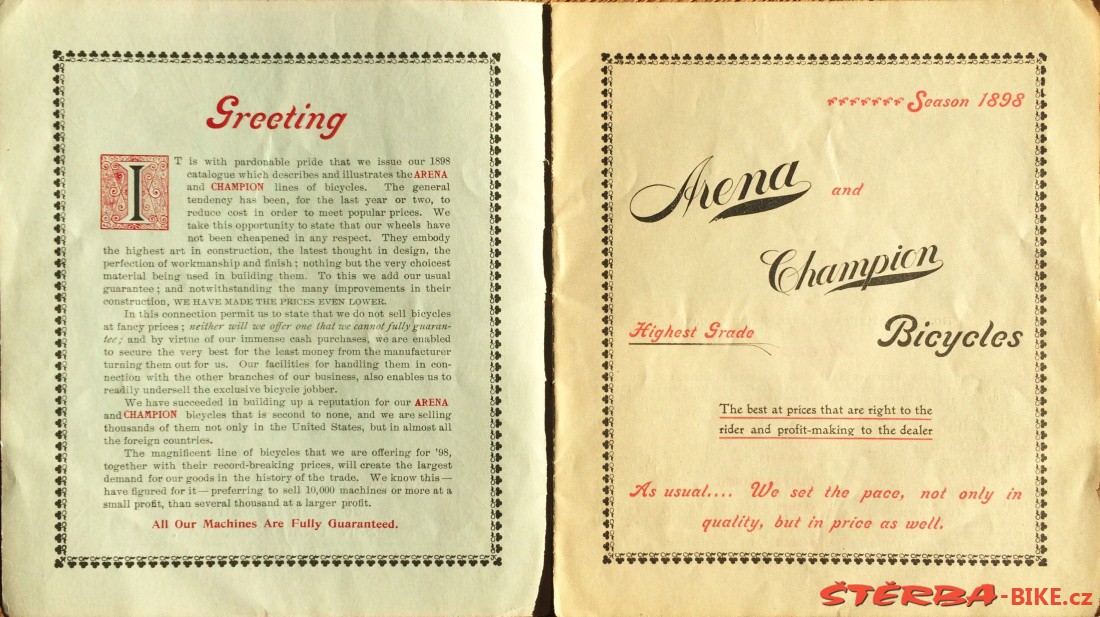 Greeting
IT is with pardonable pride that we issue our 1898
catalogue which describes and illustrates the ARENA
and CHAMPION lines of bicycles. The general
tendency has been, for the last year or two, to
reduce cost in order to meet popular prices. We
take this opportunity to state that our wheels have
not been cheapened in any respect. They embody
the highest art in construction, the latest thought in design, the
perfection of workmanship and finish; nothing but the very choicest
material being used in building them. To this we add our usual
guarantee; and notwithstanding the many improvements in their
construction, WE HAVE MADE THE PRICES EVEN LOWER.
In this connection permit us to state that we do not sell bicycles
at fancy prices; neither will we offer one that we cannot fully guaran-
tee; and by virtue of our immense cash purchases, we are enabled
to secure the very best for the least money from the manufacturer
turning them out for us. Our facilities for handling them in con-
nection with the other branches of our business, also enables us to
readily undersell the exclusive bicycle jobber.
We have succeeded in building up a reputation for our ARENA
and CHAMPION bicycles that is second to none, and we are selling
thousands of them not only in the United States, but in almost all
the foreign countries.
The magnificent line of bicycles that we are offering for '98,
together with their record-breaking prices, will create the largest
demand for our goods in the history of the trade. We know this—
have figured for it—preferring to sell 10,000 machines or more at a
small profit, than several thousand at a larger profit.
All Our Machines Are Fully Guaranteed.
Season 1898
Arena and
Champion
Highest Grade Bicycles
The best at prices that are right to the
rider and profit-making to the dealer
As usual.... We set the pace, not only in
quality, but in price as well.
ŠTĚRBA-BIKE.cz